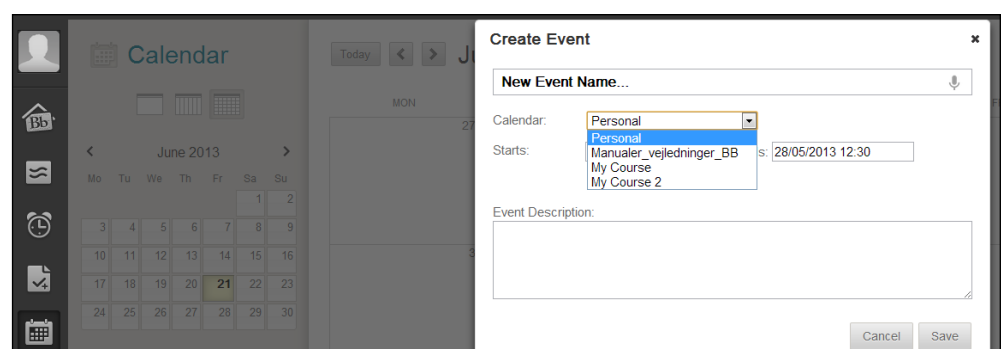 Calendar
Today < > Ju
MON
27
3
Bb
< June 2013 >
Mo Tu We Th Fr Sa Su
1 2
3 4 5 6 7 8 9
10 11 12 13 14 15 16
17 18 19 20 21 22 23
24 25 26 27 28 29 30
Create Event
New Event Name...
Calendar: Personal
Personal
Manualer_vejledninger_BB
My Course
My Course 2
Starts: s: 28/05/2013 12:30
Event Description:
Cancel Save